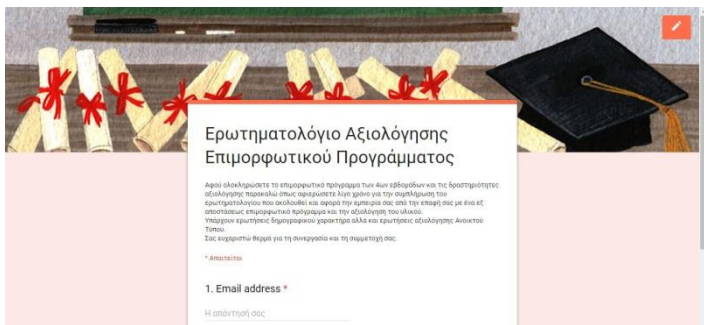 Ερωτηματολόγιο Αξιολόγησης
Επιμορφωτικού Προγράμματος
Αφού ολοκληρώσετε το επιμορφωτικό πρόγραμμα των 4ων εβδομάδων και τις δραστηριότητες
αξιολόγησης παρακαλώ όπως αφιερώσετε λίγο χρόνο για την συμπλήρωση του
ερωτηματολογίου που ακολουθεί και αφορά την εμπειρία σας από την επαφή σας με ένα εξ
αποστάσεως επιμορφωτικό πρόγραμμα και την αξιολόγηση του υλικού.
Υπάρχουν ερωτήσεις δημογραφικού χαρακτήρα αλλά και ερωτήσεις αξιολόγησης Ανοικτού
Τύπου.
Σας ευχαριστώ θερμά για τη συνεργασία και τη συμμετοχή σας.
* Απαιτείται
1. Email address *
Η απάντησή σας